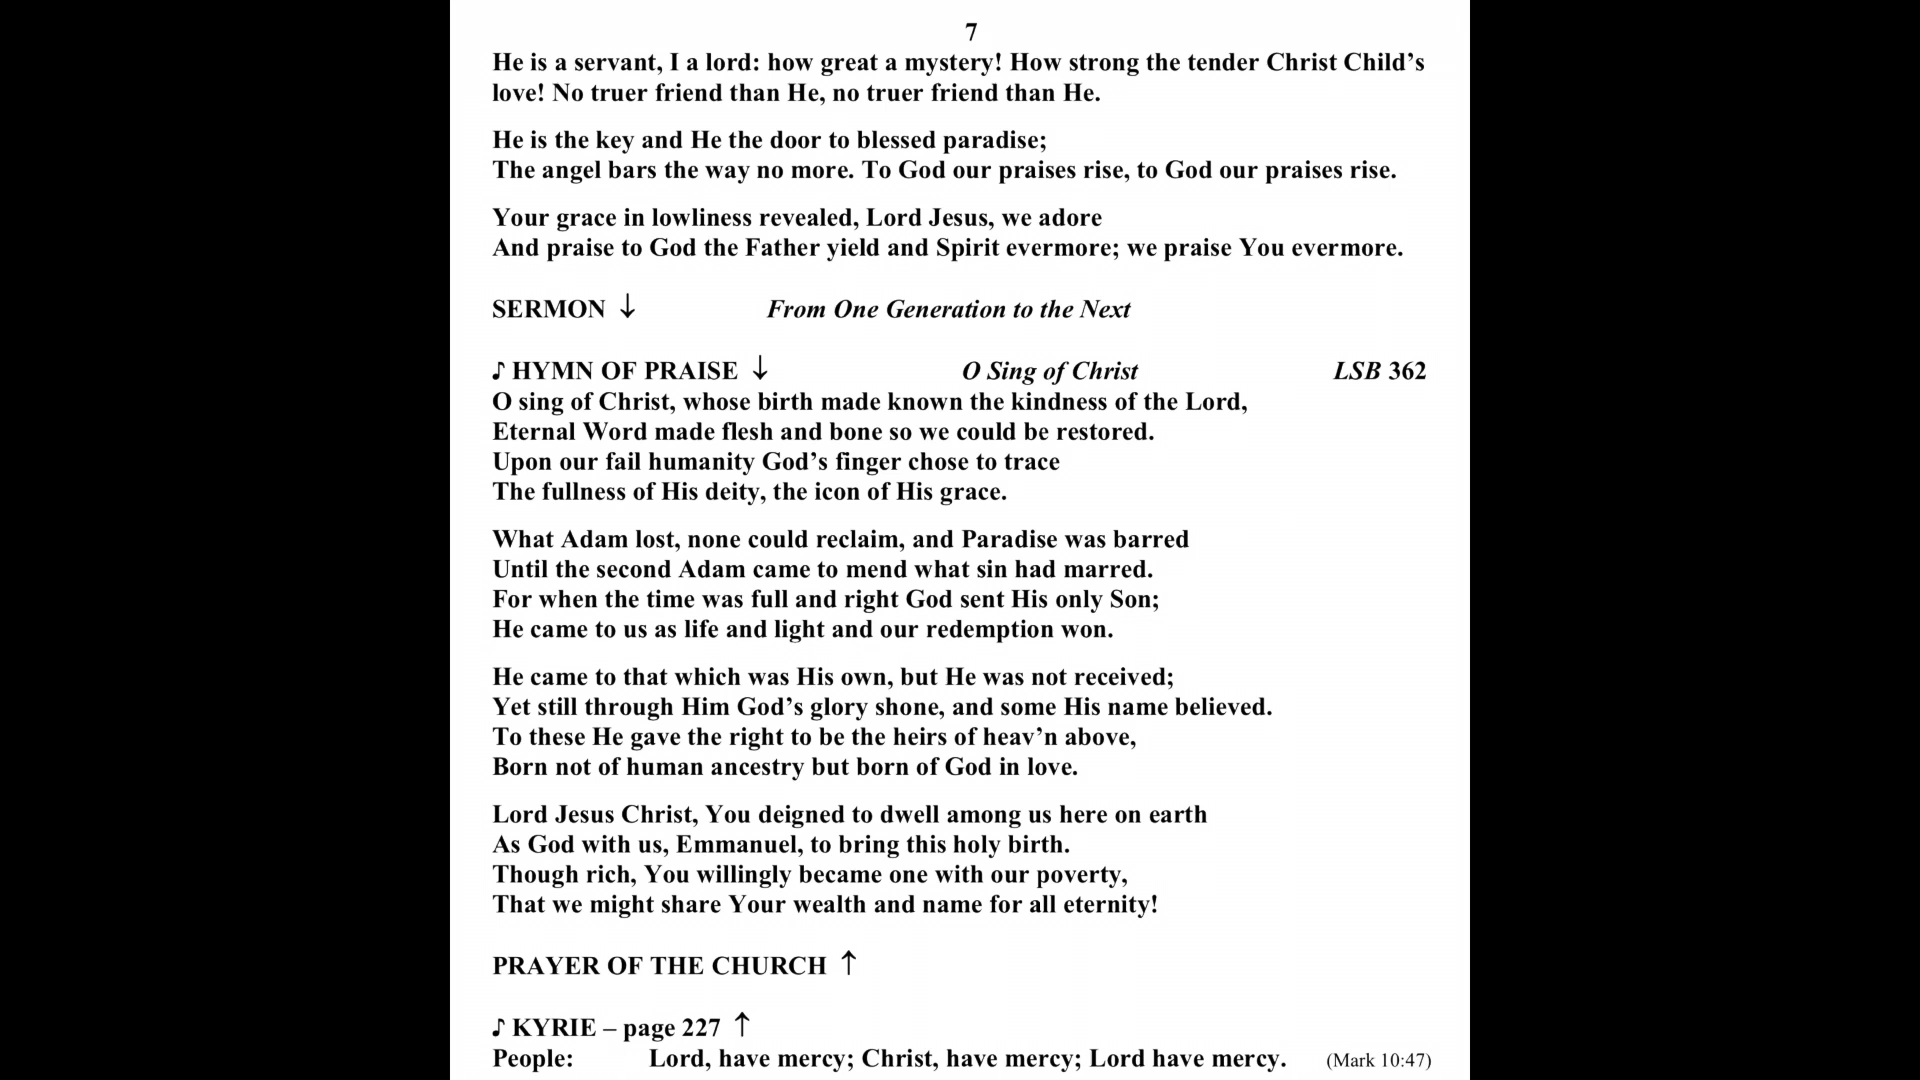 7
He is a servant, I a lord: how great a mystery! How strong the tender Christ Child’s
love! No truer friend than He, no truer friend than He.
He is the key and He the door to blessed paradise;
The angel bars the way no more. To God our praises rise, to God our praises rise.
Your grace in lowliness revealed, Lord Jesus, we adore
And praise to God the Father yield and Spirit evermore; we praise You evermore.
SERMON ↓ From One Generation to the Next
♪ HYMN OF PRAISE ↓ O Sing of Christ LSB 362
O sing of Christ, whose birth made known the kindness of the Lord,
Eternal Word made flesh and bone so we could be restored.
Upon our fail humanity God’s finger chose to trace
The fullness of His deity, the icon of His grace.
What Adam lost, none could reclaim, and Paradise was barred
Until the second Adam came to mend what sin had marred.
For when the time was full and right God sent His only Son;
He came to us as life and light and our redemption won.
He came to that which was His own, but He was not received;
Yet still through Him God’s glory shone, and some His name believed.
To these He gave the right to be the heirs of heav’n above,
Born not of human ancestry but born of God in love.
Lord Jesus Christ, You deigned to dwell among us here on earth
As God with us, Emmanuel, to bring this holy birth.
Though rich, You willingly became one with our poverty,
That we might share Your wealth and name for all eternity!
PRAYER OF THE CHURCH ↑
♪ KYRIE – page 227 ↑
People: Lord, have mercy; Christ, have mercy; Lord have mercy. (Mark 10:47)